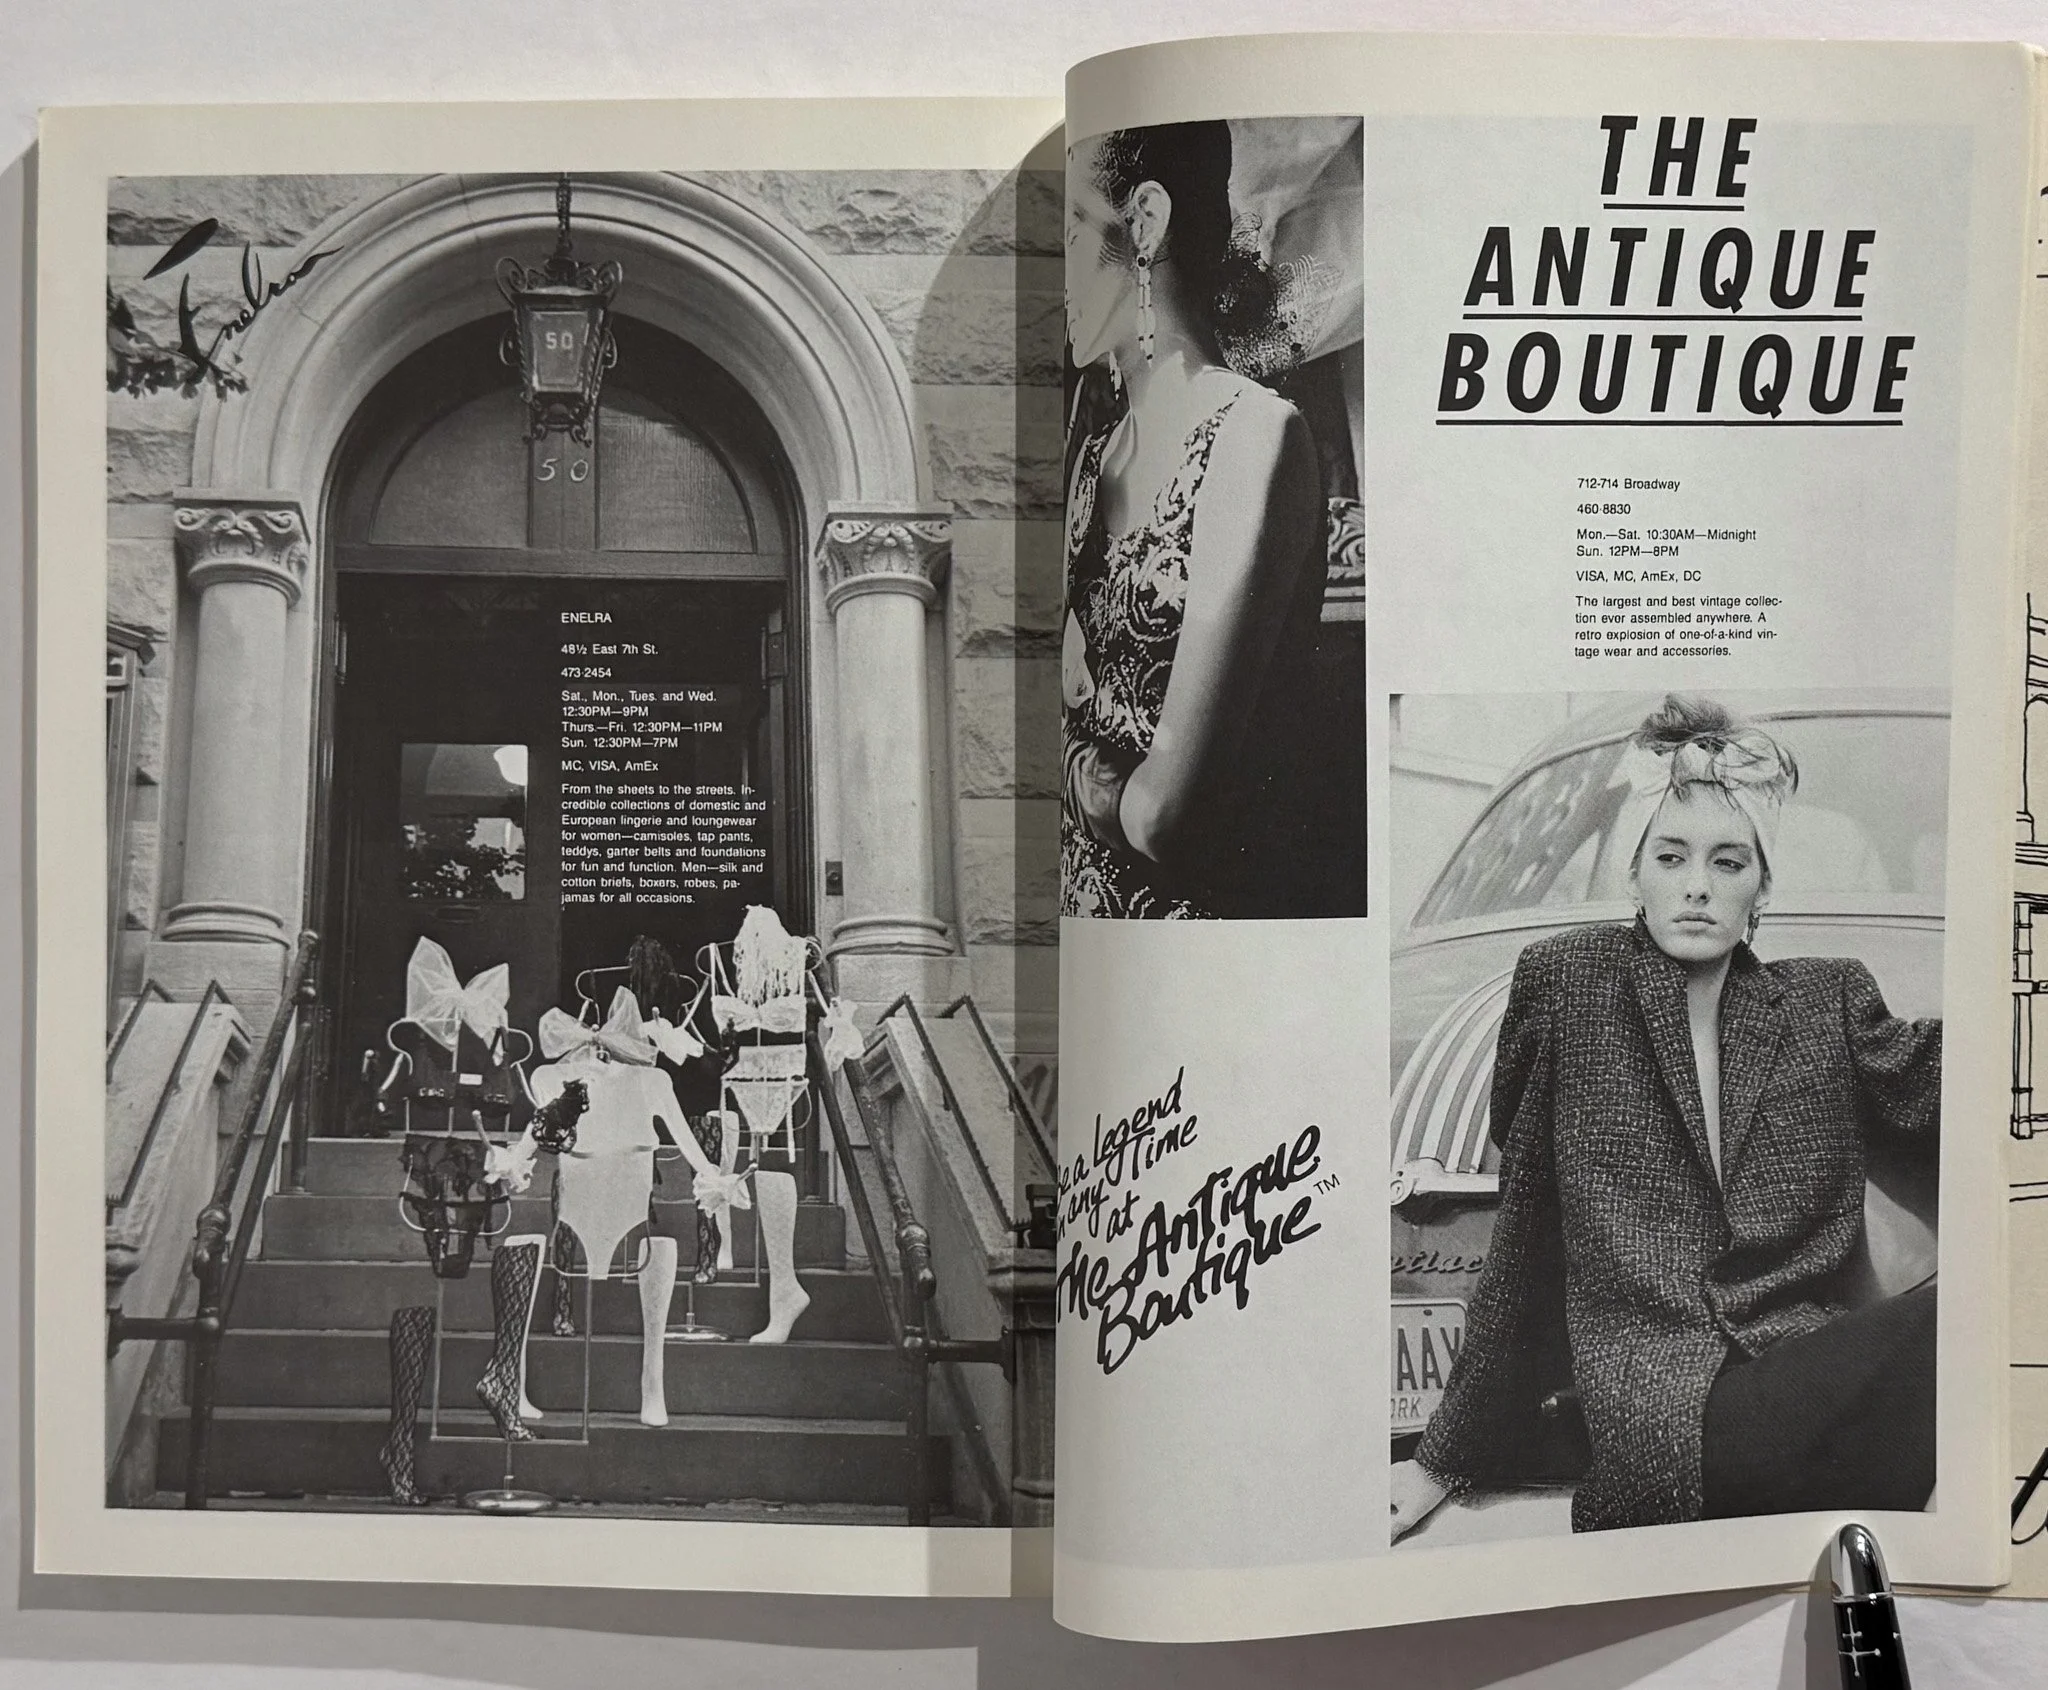 Enelra
50
50
ENELRA
48½ East 7th St.
473-2454
Sat., Mon., Tues. and Wed.
12:30PM—9PM
Thurs.—Fri. 12:30PM—11PM
Sun. 12:30PM—7PM
MC, VISA, AmEx
From the sheets to the streets. In-
credible collections of domestic and
European lingerie and loungewear
for women—camisoles, tap pants,
teddys, garter belts and foundations
for fun and function. Men—silk and
cotton briefs, boxers, robes, pa-
jamas for all occasions.
THE
ANTIQUE
BOUTIQUE
712-714 Broadway
460-8830
Mon.—Sat. 10:30AM—Midnight
Sun. 12PM—8PM
VISA, MC, AmEx, DC
The largest and best vintage collec-
tion ever assembled anywhere. A
retro explosion of one-of-a-kind vin-
tage wear and accessories.
a Legend
any Time
at
The Antique
Boutique™
ntiac
AAY
ORK